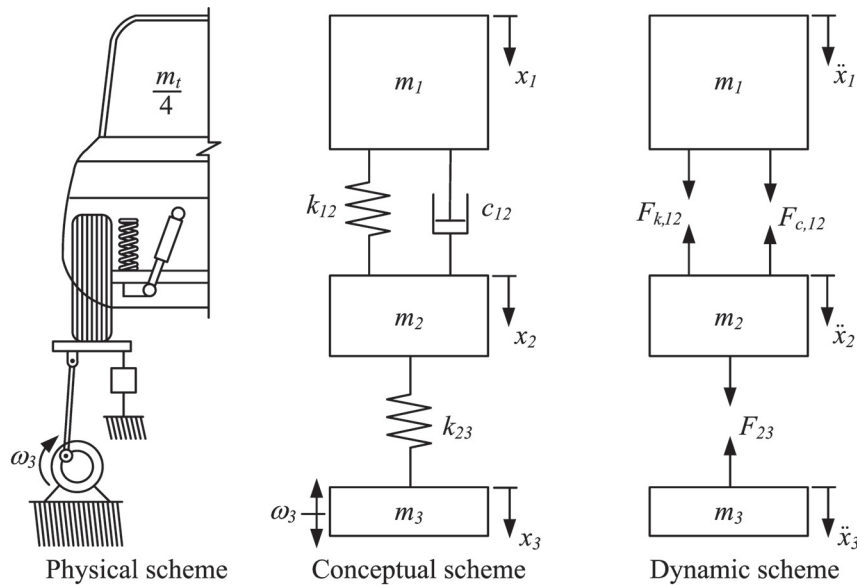 m_t
4
ω_3
Physical scheme
m_1
x_1
k_12
c_12
m_2
x_2
k_23
ω_3
m_3
x_3
Conceptual scheme
m_1
ẍ_1
F_k,12
F_c,12
m_2
ẍ_2
F_23
m_3
ẍ_3
Dynamic scheme